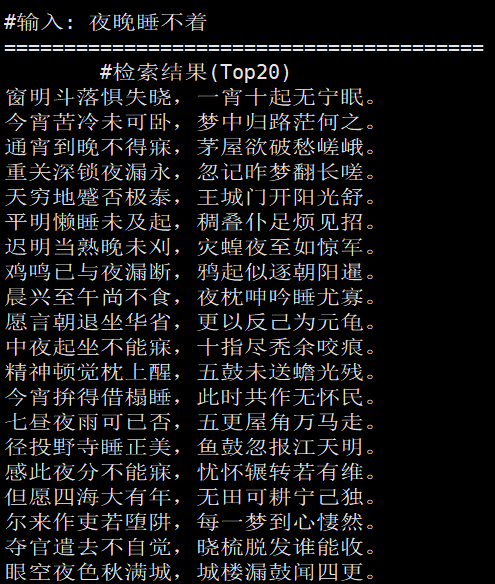 #输入: 夜晚睡不着
========================================
#检索结果(Top20)
窗明斗落惧失晓，一宵十起无宁眠。
今宵苦冷未可卧，梦中归路茫何之。
通宵到晚不得寐，茅屋欲破愁嵯峨。
重关深锁夜漏永，忽记昨梦翻长嗟。
天穷地蹙否极泰，王城门开阳光舒。
平明懒睡未及起，稠叠仆足烦见招。
迟明当熟晚未刈，灾蝗夜至如惊军。
鸡鸣已与夜漏断，鸦起似逐朝阳暹。
晨兴至午尚不食，夜枕呻吟睡尤寡。
愿言朝退坐华省，更以反己为元龟。
中夜起坐不能寐，十指尽秃余咬痕。
精神顿觉枕上醒，五鼓未送蟾光残。
今宵拚得借榻睡，此时共作无怀民。
七昼夜雨可已否，五更屋角万马走。
径投野寺睡正美，鱼鼓忽报江天明。
感此夜分不能寐，忧怀辗转若有维。
但愿四海大有年，无田可耕宁己独。
尔来作吏若堕阱，每一梦到心悽然。
夺官遣去不自觉，晓梳脱发谁能收。
眼空夜色秋满城，城楼漏鼓闻四更。